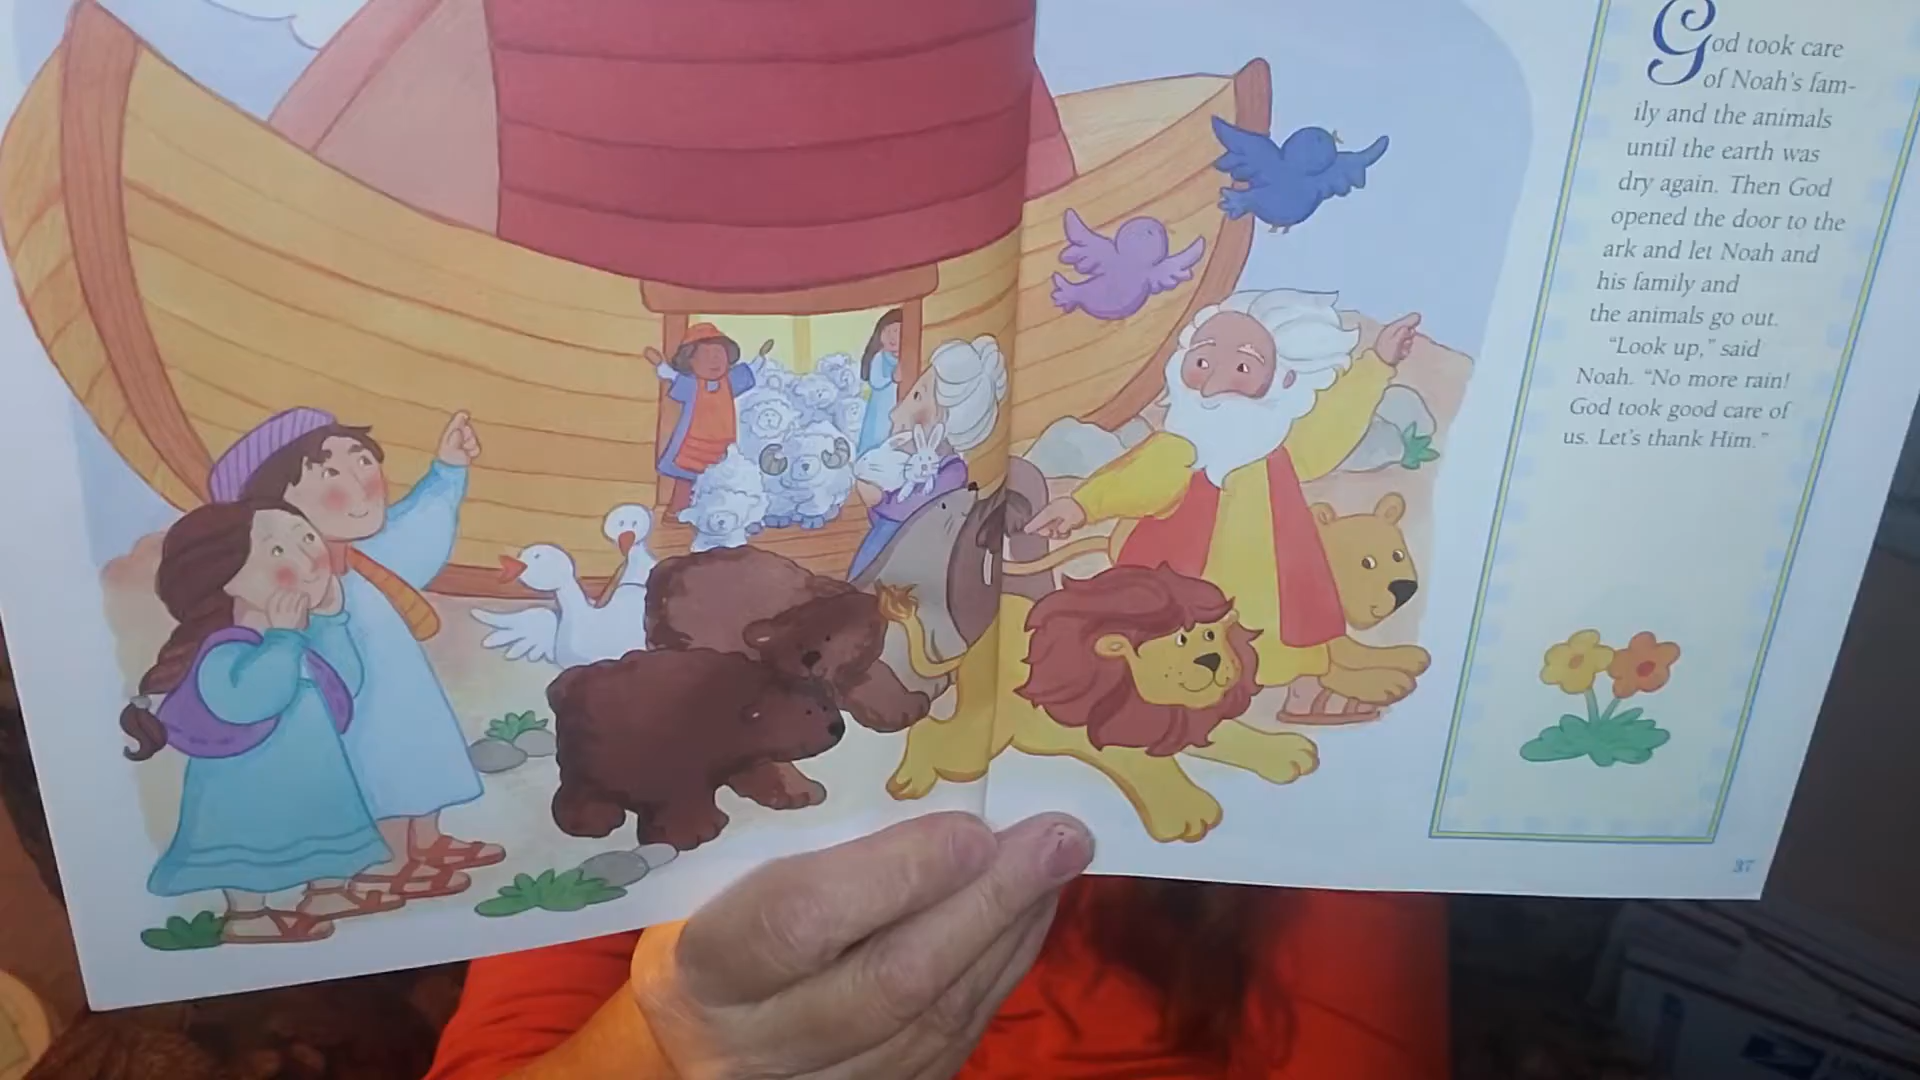 God took care
of Noah's fam-
ily and the animals
until the earth was
dry again. Then God
opened the door to the
ark and let Noah and
his family and
the animals go out.
"Look up," said
Noah. "No more rain!
God took good care of
us. Let's thank Him."
37